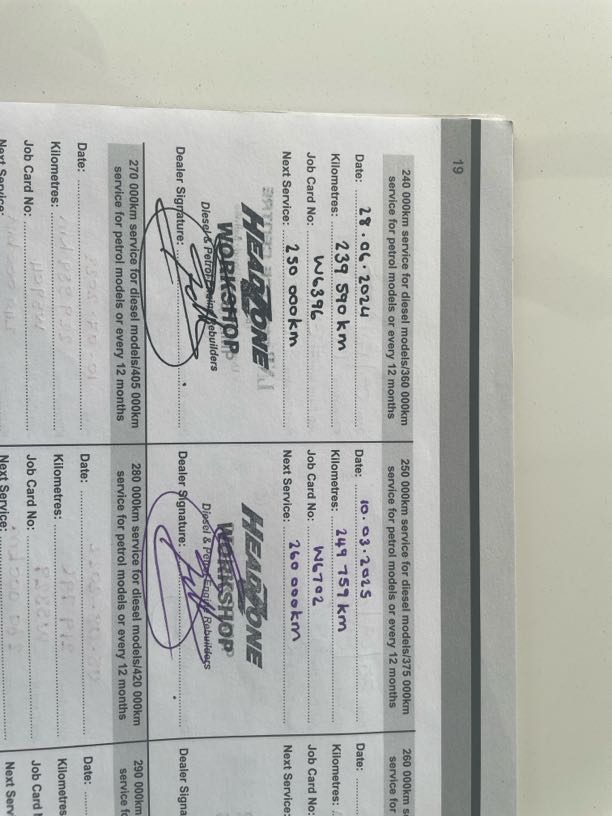 19
240 000km service for diesel models/360 000km
service for petrol models or every 12 months
Date: 28.06.2024
Kilometres: 239 590 km
Job Card No: W6396
Next Service: 250 000km
HEADZONE
WORKSHOP
Diesel & Petrol Engine Rebuilders
Dealer Signature:
250 000km service for diesel models/375 000km
service for petrol models or every 12 months
Date: 10.03.2025
Kilometres: 249 759 km
Job Card No: W6702
Next Service: 260 000km
HEADZONE
WORKSHOP
Diesel & Petrol Engine Rebuilders
Dealer Signature:
260 000km se
service for
Date:
Kilometres:
Job Card No:
Next Service:
Dealer Signa
270 000km service for diesel models/405 000km
service for petrol models or every 12 months
Date:
Kilometres:
Job Card No:
Next Service:
280 000km service for diesel models/420 000km
service for petrol models or every 12 months
Date:
Kilometres:
Job Card No:
Next Service:
290 000km
service fo
Date:
Kilometres
Job Card
Next Serv